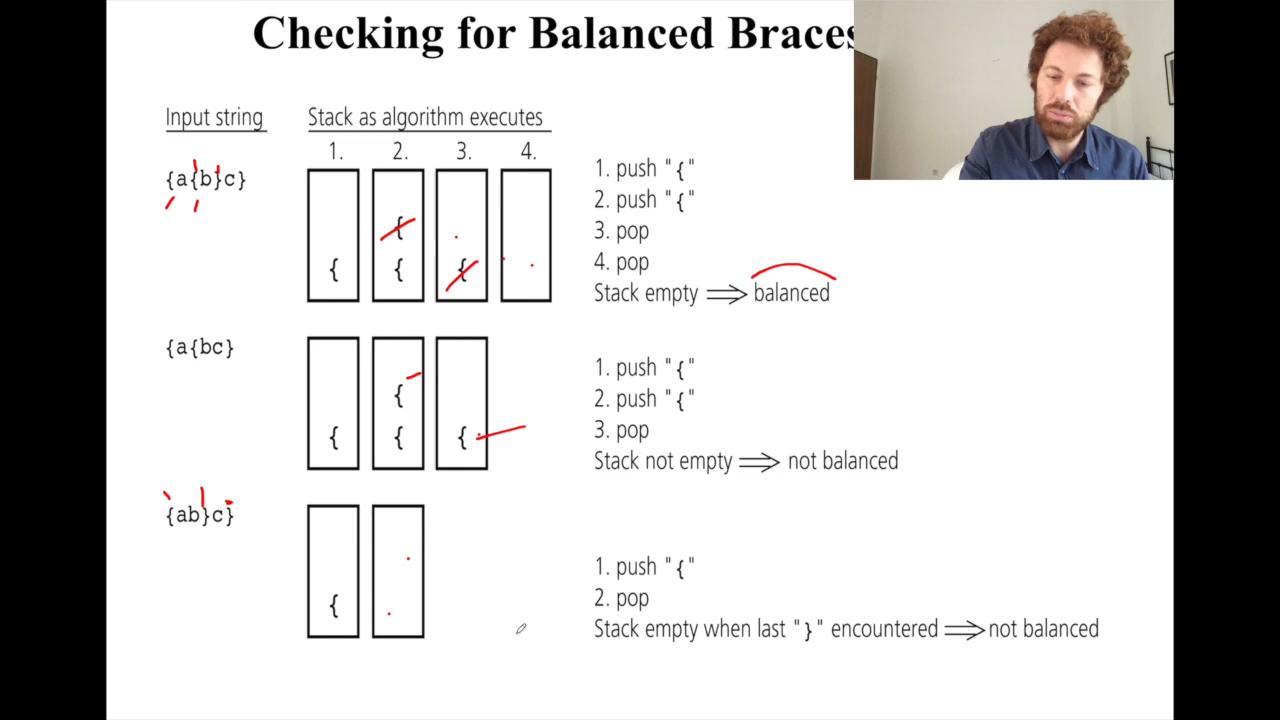 Checking for Balanced Braces
Input string
Stack as algorithm executes
1. 2. 3. 4.
{a{b}c}
{
{
{
{
1. push "{"
2. push "{"
3. pop
4. pop
Stack empty ⟹ balanced
{a{bc}
{
{
{
{
1. push "{"
2. push "{"
3. pop
Stack not empty ⟹ not balanced
{ab}c}
{
1. push "{"
2. pop
Stack empty when last "}" encountered ⟹ not balanced